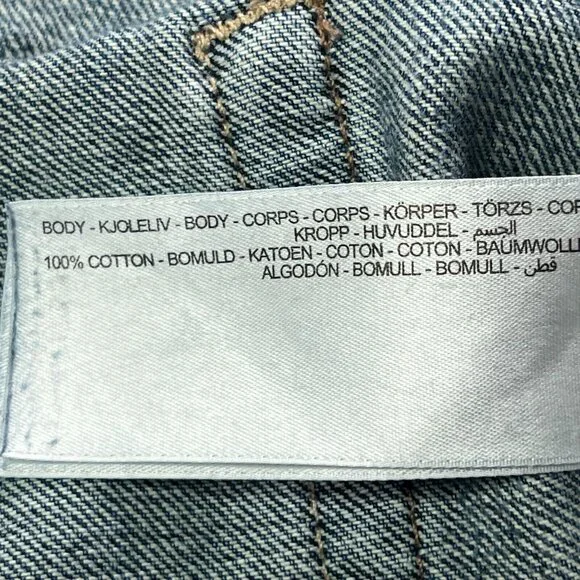 BODY - KJOLELIV - BODY - CORPS - CORPS - KÖRPER - TÖRZS - COR
KROPP - HUVUDDEL - الجسم
100% COTTON - BOMULD - KATOEN - COTON - COTON - BAUMWOLLE
ALGODÓN - BOMULL - BOMULL - قطن